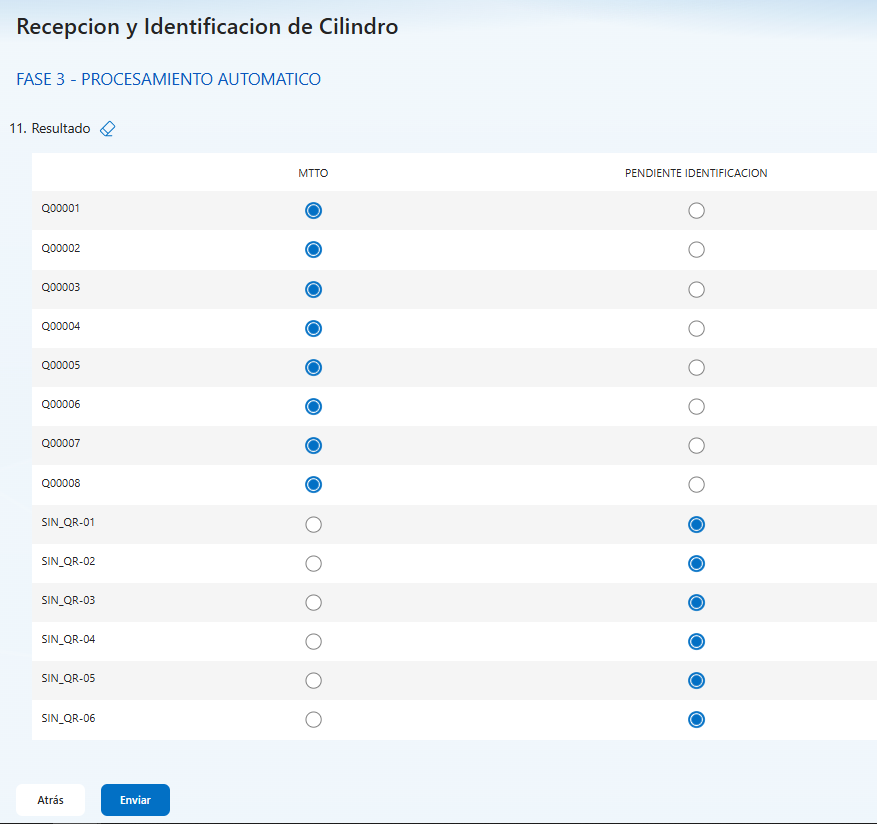 Recepcion y Identificacion de Cilindro
FASE 3 - PROCESAMIENTO AUTOMATICO
11. Resultado
MTTO PENDIENTE IDENTIFICACION
Q00001
Q00002
Q00003
Q00004
Q00005
Q00006
Q00007
Q00008
SIN_QR-01
SIN_QR-02
SIN_QR-03
SIN_QR-04
SIN_QR-05
SIN_QR-06
Atrás Enviar